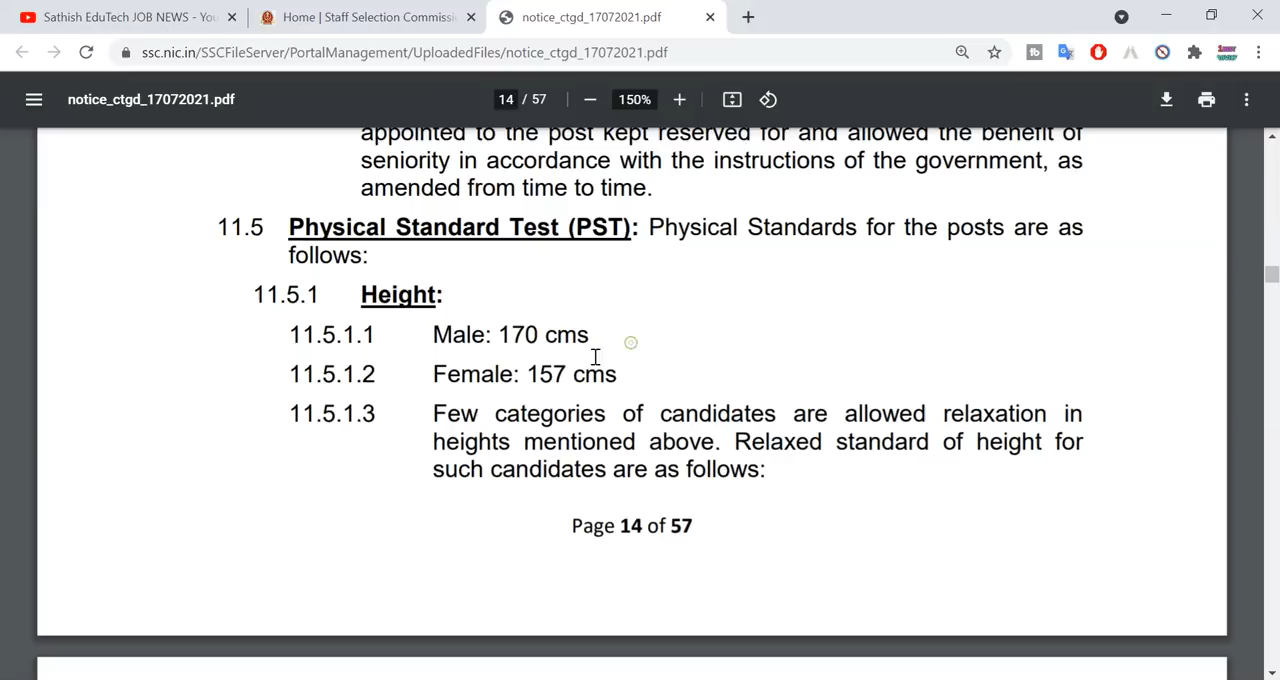 Sathish EduTech JOB NEWS - You
Home | Staff Selection Commissi
notice_ctgd_17072021.pdf
ssc.nic.in/SSCFileServer/PortalManagement/UploadedFiles/notice_ctgd_17072021.pdf
notice_ctgd_17072021.pdf
14 / 57
150%
appointed to the post kept reserved for and allowed the benefit of
seniority in accordance with the instructions of the government, as
amended from time to time.
11.5 Physical Standard Test (PST): Physical Standards for the posts are as
follows:
11.5.1 Height:
11.5.1.1 Male: 170 cms
11.5.1.2 Female: 157 cms
11.5.1.3 Few categories of candidates are allowed relaxation in
heights mentioned above. Relaxed standard of height for
such candidates are as follows:
Page 14 of 57